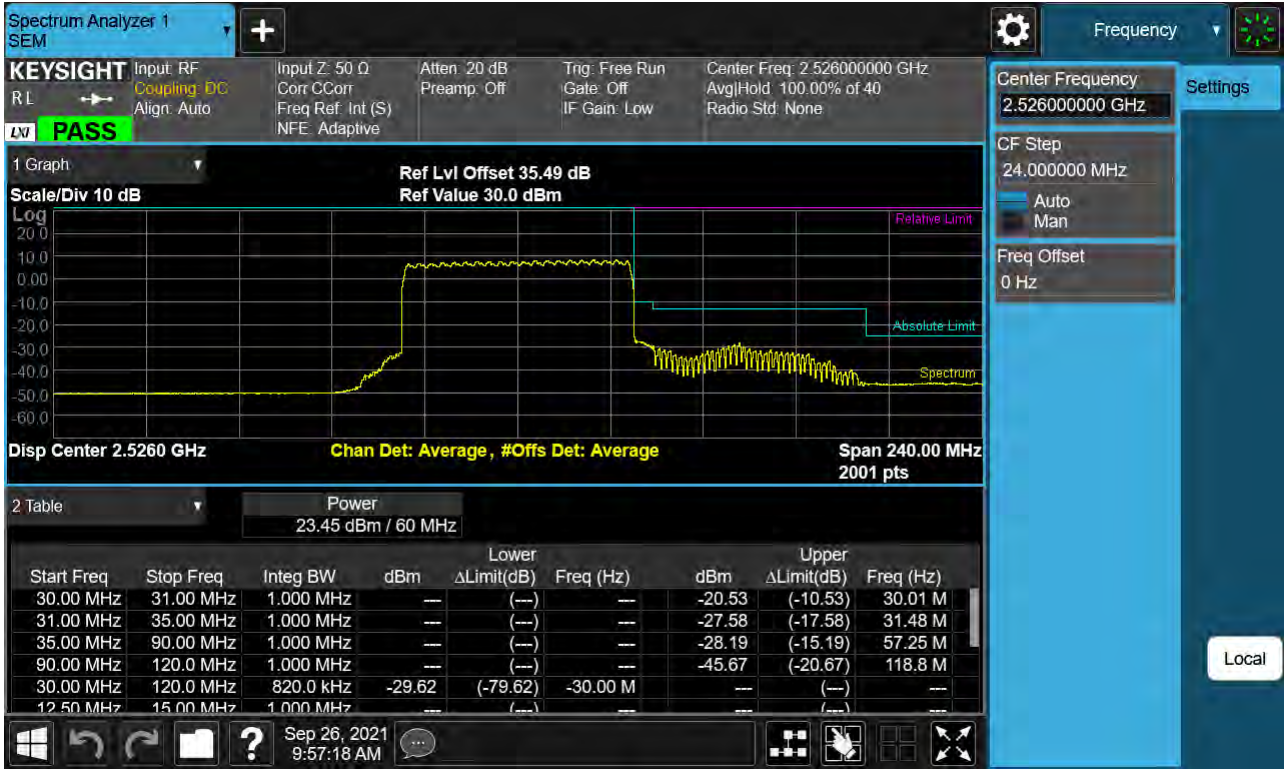 Spectrum Analyzer 1
SEM
+
Frequency
KEYSIGHT
RL
LXI
PASS
Input: RF
Coupling: DC
Align: Auto
Input Z: 50 Ω
Corr CCorr
Freq Ref: Int (S)
NFE: Adaptive
Atten: 20 dB
Preamp: Off
Trig: Free Run
Gate: Off
IF Gain: Low
Center Freq: 2.526000000 GHz
Avg|Hold: 100.00% of 40
Radio Std: None
Center Frequency
2.526000000 GHz
Settings
CF Step
24.000000 MHz
Auto
Man
Freq Offset
0 Hz
Local
1 Graph
Scale/Div 10 dB
Ref Lvl Offset 35.49 dB
Ref Value 30.0 dBm
Log
20.0
10.0
0.00
-10.0
-20.0
-30.0
-40.0
-50.0
-60.0
Relative Limit
Absolute Limit
Spectrum
Disp Center 2.5260 GHz
Chan Det: Average, #Offs Det: Average
Span 240.00 MHz
2001 pts
2 Table
Power
23.45 dBm / 60 MHz
Lower Upper
Start Freq Stop Freq Integ BW dBm ΔLimit(dB) Freq (Hz) dBm ΔLimit(dB) Freq (Hz)
30.00 MHz 31.00 MHz 1.000 MHz --- (---) --- -20.53 (-10.53) 30.01 M
31.00 MHz 35.00 MHz 1.000 MHz --- (---) --- -27.58 (-17.58) 31.48 M
35.00 MHz 90.00 MHz 1.000 MHz --- (---) --- -28.19 (-15.19) 57.25 M
90.00 MHz 120.0 MHz 1.000 MHz --- (---) --- -45.67 (-20.67) 118.8 M
30.00 MHz 120.0 MHz 820.0 kHz -29.62 (-79.62) -30.00 M --- (---) ---
12.50 MHz 15.00 MHz 1.000 MHz --- (---) --- --- (---) ---
?
Sep 26, 2021
9:57:18 AM